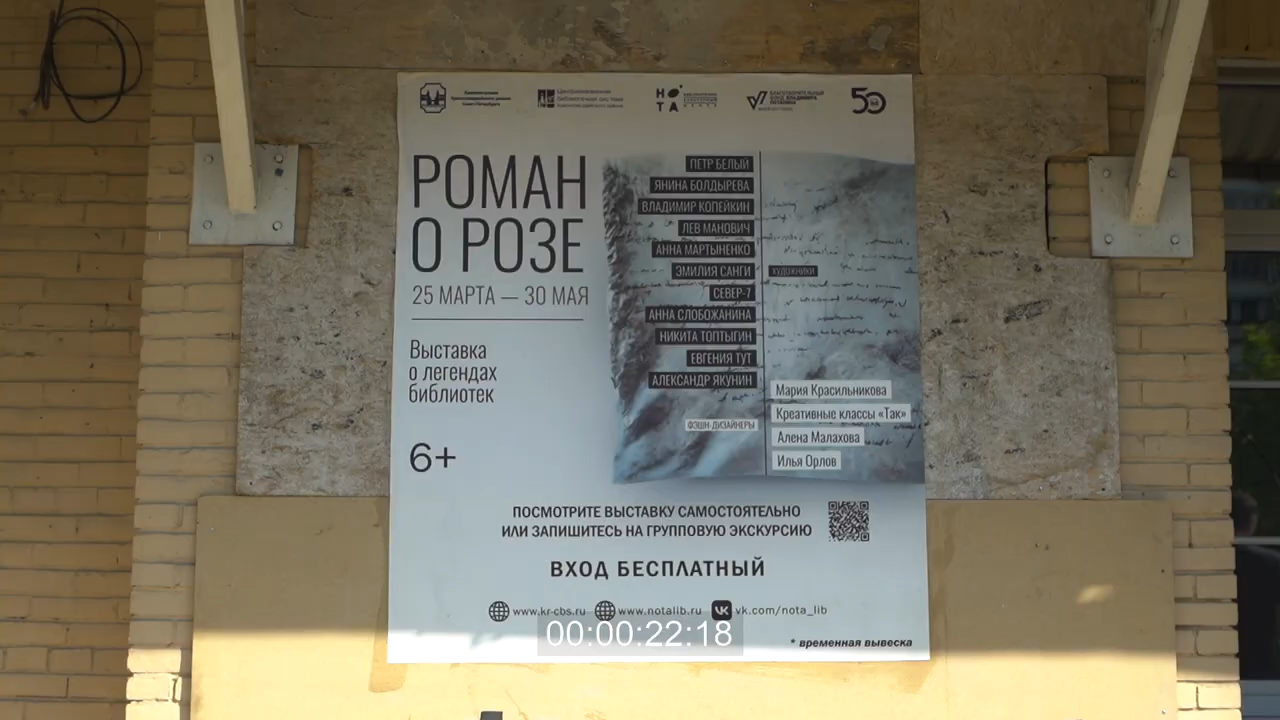 НОТА
50
РОМАН
О РОЗЕ
25 МАРТА — 30 МАЯ
Выставка
о легендах
библиотек
6+
ПЕТР БЕЛЫЙ
ЯНИНА БОЛДЫРЕВА
ВЛАДИМИР КОПЕЙКИН
ЛЕВ МАНОВИЧ
АННА МАРТЫНЕНКО
ЭМИЛИЯ САНГИ
ХУДОЖНИКИ
СЕВЕР-7
АННА СЛОБОЖАНИНА
НИКИТА ТОПТЫГИН
ЕВГЕНИЯ ТУТ
АЛЕКСАНДР ЯКУНИН
ФЭШН-ДИЗАЙНЕРЫ
Мария Красильникова
Креативные классы «Так»
Алена Малахова
Илья Орлов
ПОСМОТРИТЕ ВЫСТАВКУ САМОСТОЯТЕЛЬНО
ИЛИ ЗАПИШИТЕСЬ НА ГРУППОВУЮ ЭКСКУРСИЮ
ВХОД БЕСПЛАТНЫЙ
www.kr-cbs.ru www.notalib.ru vk.com/nota_lib
00:00:22:18
* временная вывеска